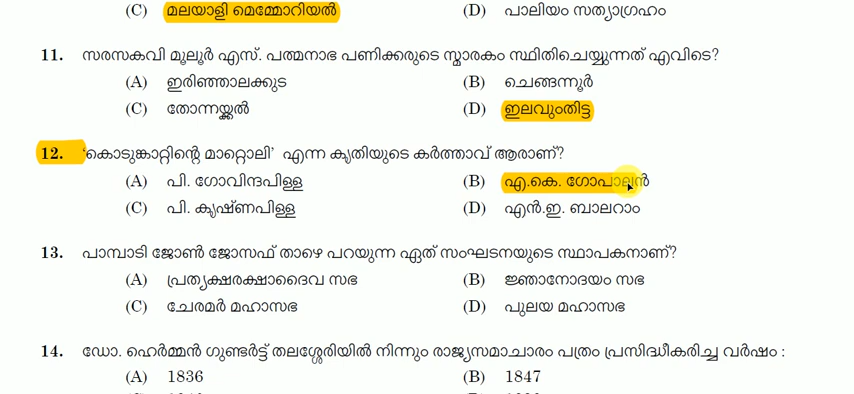 (C) മലയാളി മെമ്മോറിയൽ (D) പാലിയം സത്യാഗ്രഹം
11. സരസകവി മൂലൂർ എസ്. പത്മനാഭ പണിക്കരുടെ സ്മാരകം സ്ഥിതിചെയ്യുന്നത് എവിടെ?
(A) ഇരിഞ്ഞാലക്കുട (B) ചെങ്ങന്നൂർ
(C) തോന്നയ്ക്കൽ (D) ഇലവുംതിട്ട
12. 'കൊടുങ്കാറ്റിന്റെ മാറ്റൊലി' എന്ന കൃതിയുടെ കർത്താവ് ആരാണ്?
(A) പി. ഗോവിന്ദപിള്ള (B) എ.കെ. ഗോപാലൻ
(C) പി. കൃഷ്ണപിള്ള (D) എൻ.ഇ. ബാലറാം
13. പാമ്പാടി ജോൺ ജോസഫ് താഴെ പറയുന്ന ഏത് സംഘടനയുടെ സ്ഥാപകനാണ്?
(A) പ്രത്യക്ഷരക്ഷാദൈവ സഭ (B) ജ്ഞാനോദയം സഭ
(C) ചേരമർ മഹാസഭ (D) പുലയ മഹാസഭ
14. ഡോ. ഹെർമ്മൻ ഗുണ്ടർട്ട് തലശ്ശേരിയിൽ നിന്നും രാജ്യസമാചാരം പത്രം പ്രസിദ്ധീകരിച്ച വർഷം :
(A) 1836 (B) 1847